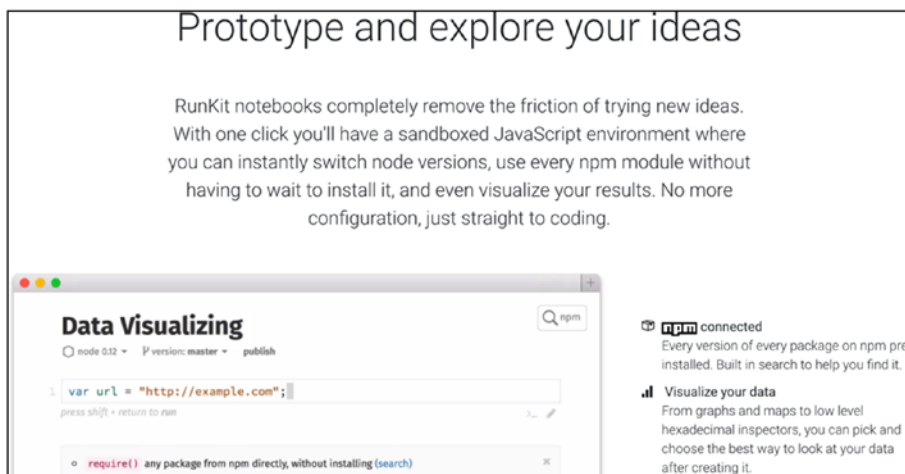 Prototype and explore your ideas
RunKit notebooks completely remove the friction of trying new ideas.
With one click you'll have a sandboxed JavaScript environment where
you can instantly switch node versions, use every npm module without
having to wait to install it, and even visualize your results. No more
configuration, just straight to coding.
Data Visualizing
npm
node 0.12 version: master publish
1 var url = "http://example.com";
press shift + return to run
require() any package from npm directly, without installing (search)
npm connected
Every version of every package on npm pre
installed. Built in search to help you find it.
Visualize your data
From graphs and maps to low level
hexadecimal inspectors, you can pick and
choose the best way to look at your data
after creating it.